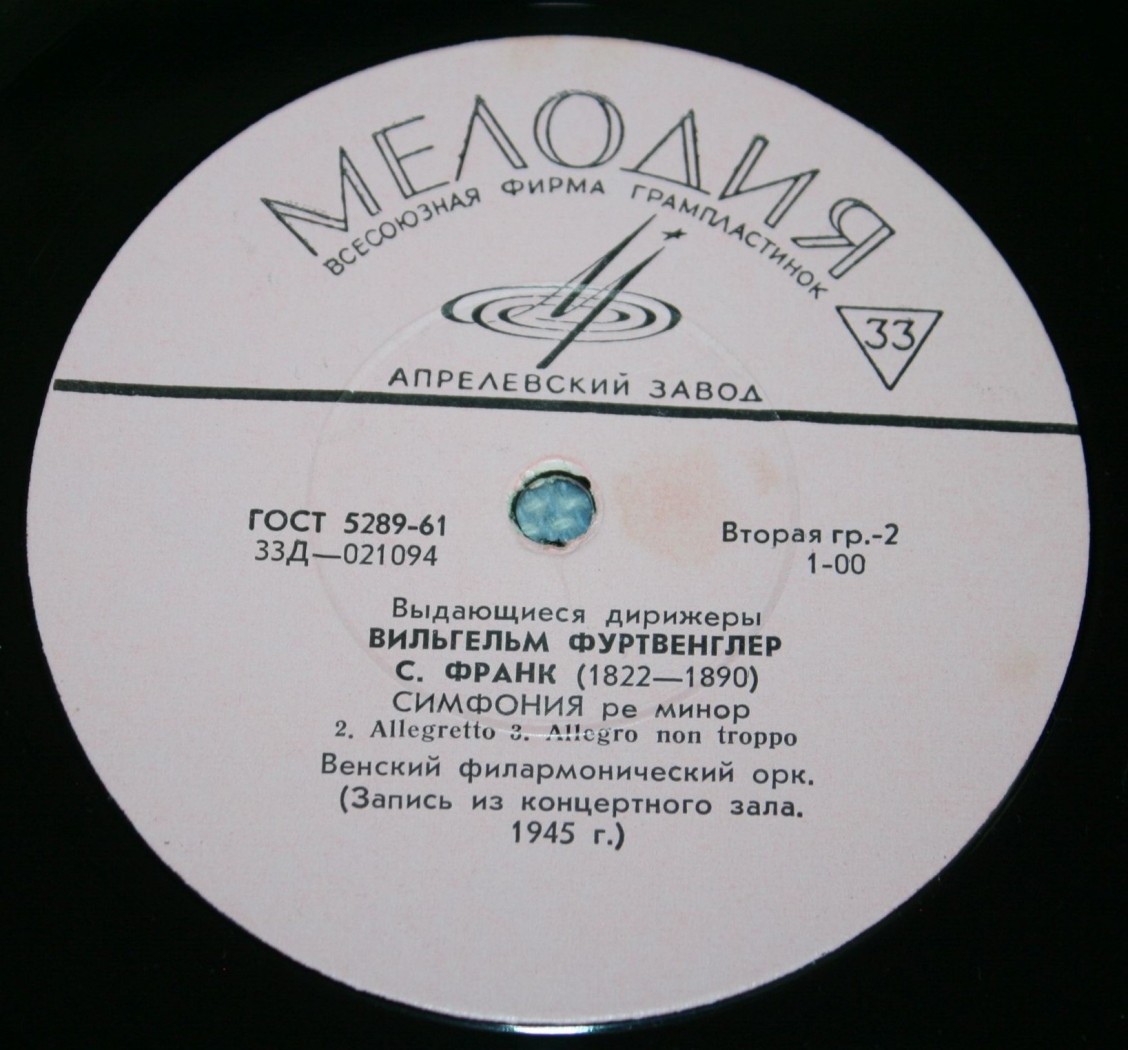 МЕЛОДИЯ
ВСЕСОЮЗНАЯ ФИРМА ГРАМПЛАСТИНОК
33
АПРЕЛЕВСКИЙ ЗАВОД
ГОСТ 5289-61
33Д—021094
Вторая гр.-2
1-00
Выдающиеся дирижеры
ВИЛЬГЕЛЬМ ФУРТВЕНГЛЕР
С. ФРАНК (1822—1890)
СИМФОНИЯ ре минор
2. Allegretto 3. Allegro non troppo
Венский филармонический орк.
(Запись из концертного зала.
1945 г.)